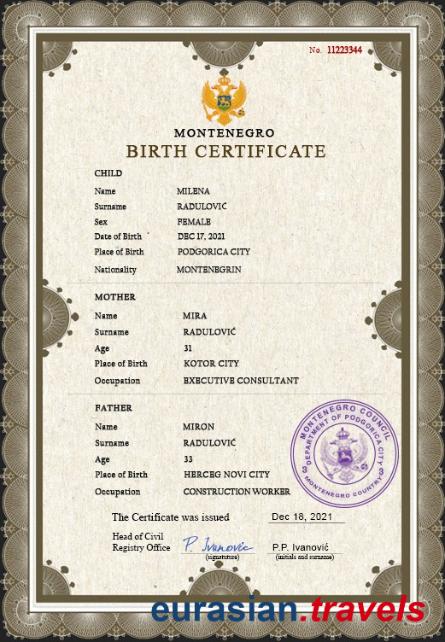 No. 11223344
MONTENEGRO
BIRTH CERTIFICATE
CHILD
Name MILENA
Surname RADULOVIĆ
Sex FEMALE
Date of Birth DEC 17, 2021
Place of Birth PODGORICA CITY
Nationality MONTENEGRIN
MOTHER
Name MIRA
Surname RADULOVIĆ
Age 31
Place of Birth KOTOR CITY
Occupation EXECUTIVE CONSULTANT
FATHER
Name MIRON
Surname RADULOVIĆ
Age 33
Place of Birth HERCEG NOVI CITY
Occupation CONSTRUCTION WORKER
MONTENEGRO COUNCIL
DEPARTMENT OF PODGORICA CITY
MONTENEGRO COUNTRY
The Certificate was issued Dec 18, 2021
Head of Civil
Registry Office P. Ivanovic P.P. Ivanović
(signature) (initials and surname)
eurasian.travels